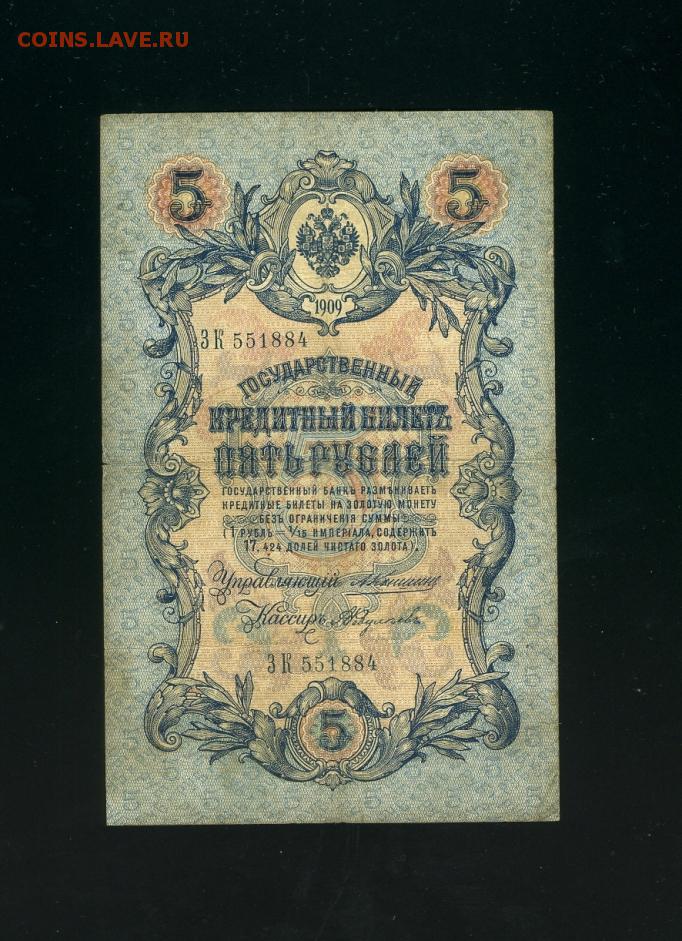 COINS.LAVE.RU
5 5
1909
ЗК 551884
ГОСУДАРСТВЕННЫЙ
КРЕДИТНЫЙ БИЛЕТЪ
ПЯТЬ РУБЛЕЙ
ГОСУДАРСТВЕННЫЙ БАНКЪ РАЗМѢНИВАЕТЪ
КРЕДИТНЫЕ БИЛЕТЫ НА ЗОЛОТУЮ МОНЕТУ
БЕЗЪ ОГРАНИЧЕНІЯ СУММЫ
(1 РУБЛЬ = 1/15 ИМПЕРІАЛА, СОДЕРЖИТЪ
17,424 ДОЛЕЙ ЧИСТАГО ЗОЛОТА).
Управляющій
Кассиръ
ЗК 551884
5